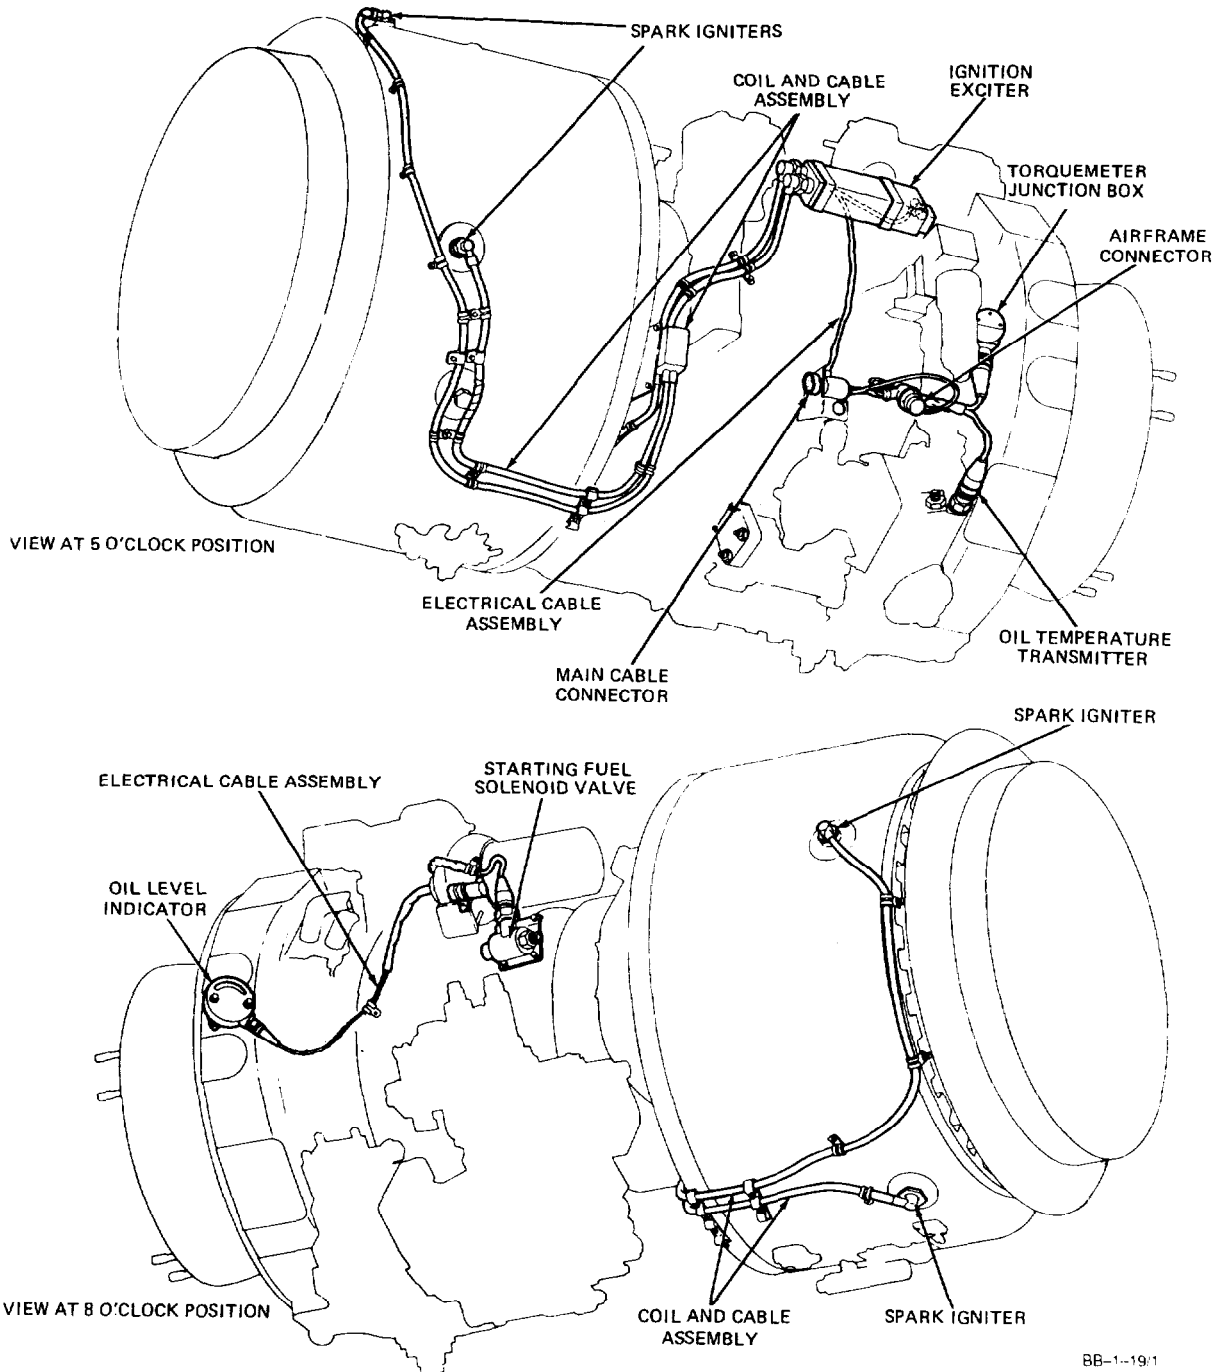 SPARK IGNITERS
COIL AND CABLE
ASSEMBLY
IGNITION
EXCITER
TORQUEMETER
JUNCTION BOX
AIRFRAME
CONNECTOR
VIEW AT 5 O'CLOCK POSITION
ELECTRICAL CABLE
ASSEMBLY
MAIN CABLE
CONNECTOR
OIL TEMPERATURE
TRANSMITTER
SPARK IGNITER
ELECTRICAL CABLE ASSEMBLY
STARTING FUEL
SOLENOID VALVE
OIL LEVEL
INDICATOR
VIEW AT 8 O'CLOCK POSITION
COIL AND CABLE
ASSEMBLY
SPARK IGNITER
BB-1--19/1